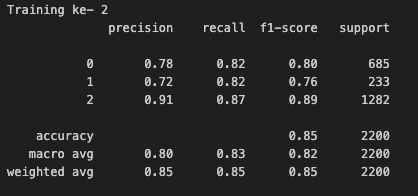 Training ke- 2
precision recall f1-score support
0 0.78 0.82 0.80 685
1 0.72 0.82 0.76 233
2 0.91 0.87 0.89 1282
accuracy 0.85 2200
macro avg 0.80 0.83 0.82 2200
weighted avg 0.85 0.85 0.85 2200